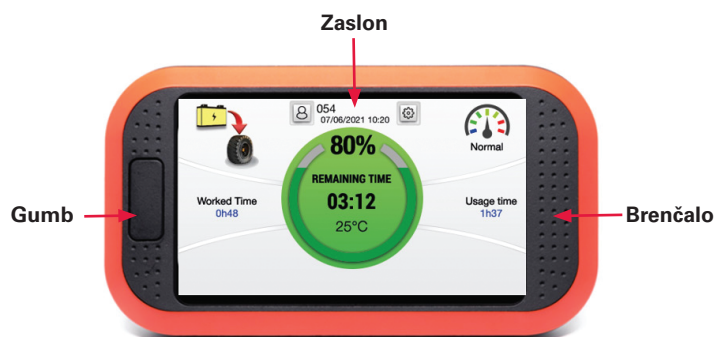 Zaslon
054
07/06/2021 10:20
80%
Normal
REMAINING TIME
Worked Time
0h48
03:12
Usage time
1h37
25°C
Gumb
Brenčalo